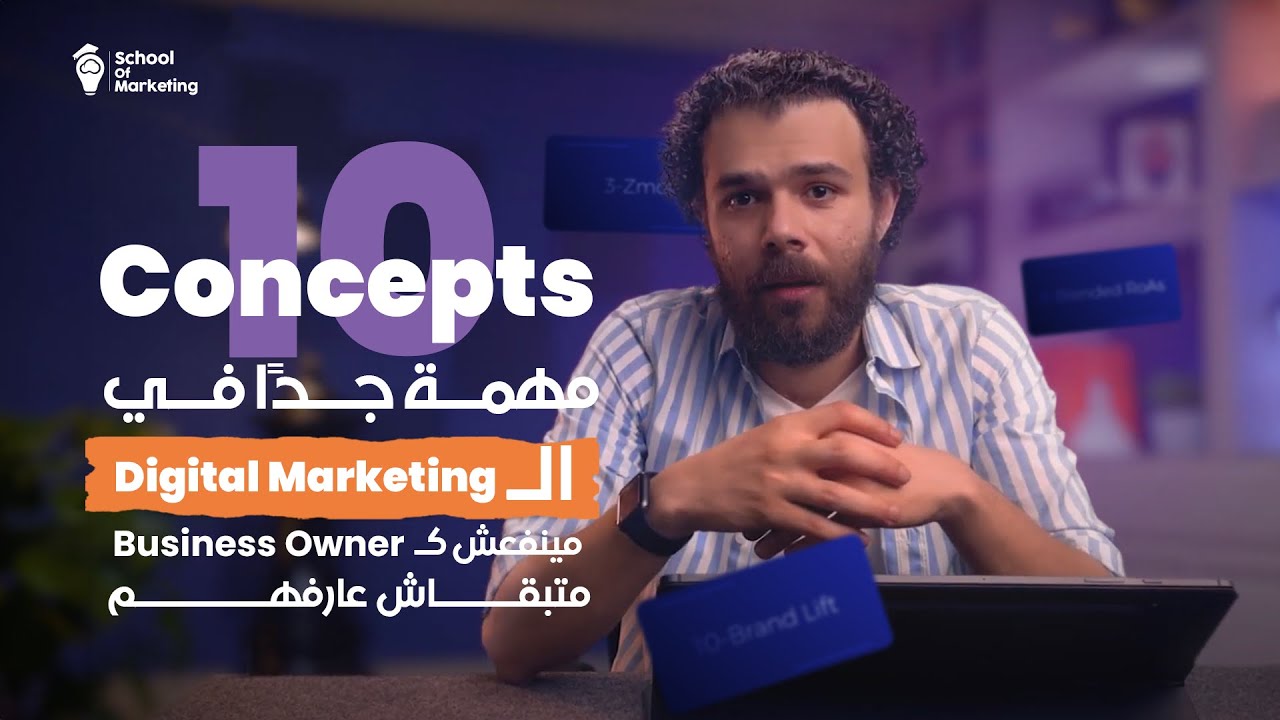 School
Of
Marketing
10
Concepts
مهمة جدًا في
الـ Digital Marketing
مينفعش كـ Business Owner
متبقاش عارفهم
10-Brand Lift
RoAs